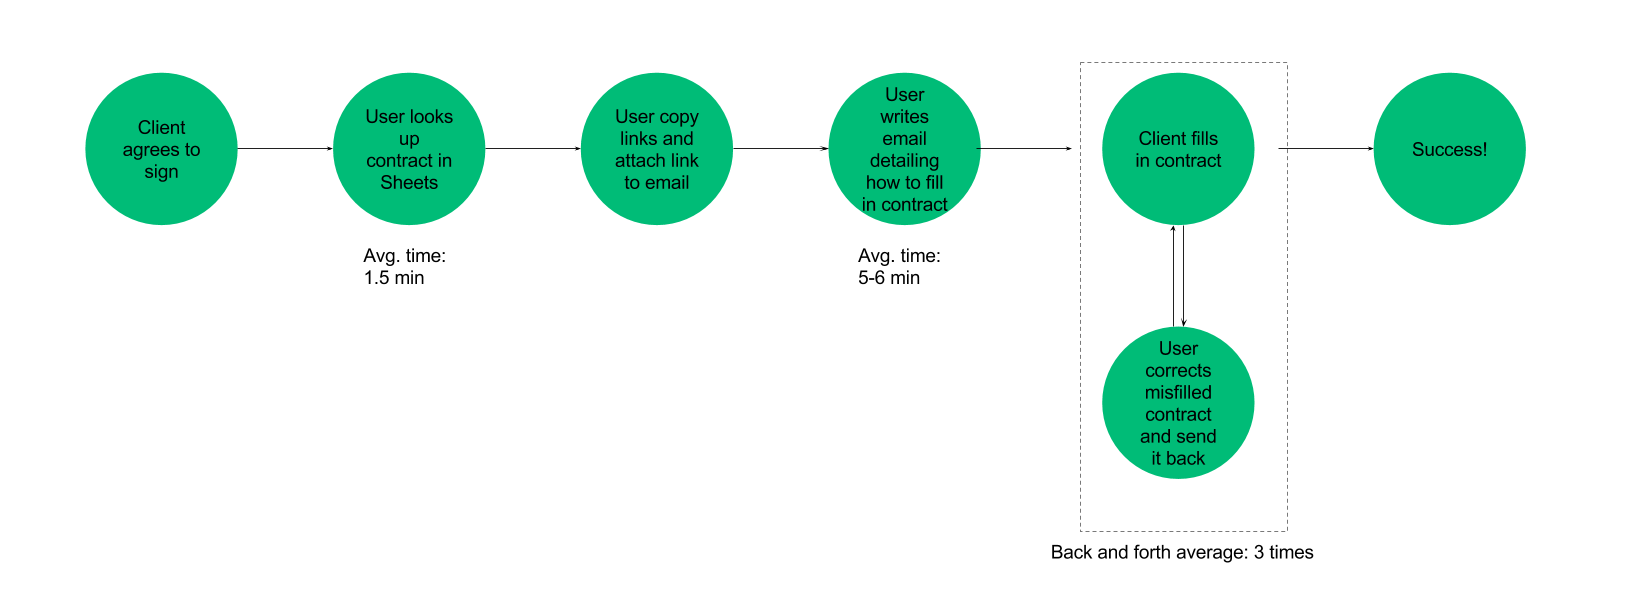 Client
agrees to
sign
User looks
up
contract in
Sheets
Avg. time:
1.5 min
User copy
links and
attach link
to email
User
writes
email
detailing
how to fill
in contract
Avg. time:
5-6 min
Client fills
in contract
User
corrects
misfilled
contract
and send
it back
Back and forth average: 3 times
Success!